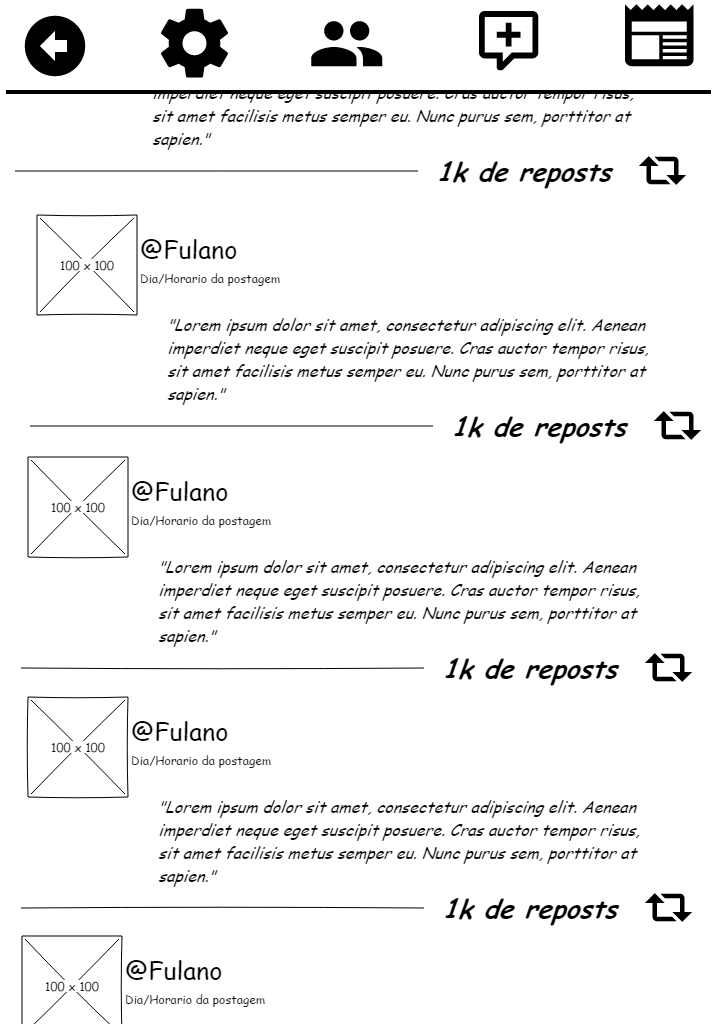 imperdiet neque eget suscipit posuere. Cras auctor tempor risus,
sit amet facilisis metus semper eu. Nunc purus sem, porttitor at
sapien."
1k de reposts
100 x 100
@Fulano
Dia/Horario da postagem
"Lorem ipsum dolor sit amet, consectetur adipiscing elit. Aenean
imperdiet neque eget suscipit posuere. Cras auctor tempor risus,
sit amet facilisis metus semper eu. Nunc purus sem, porttitor at
sapien."
1k de reposts
100 x 100
@Fulano
Dia/Horario da postagem
"Lorem ipsum dolor sit amet, consectetur adipiscing elit. Aenean
imperdiet neque eget suscipit posuere. Cras auctor tempor risus,
sit amet facilisis metus semper eu. Nunc purus sem, porttitor at
sapien."
1k de reposts
100 x 100
@Fulano
Dia/Horario da postagem
"Lorem ipsum dolor sit amet, consectetur adipiscing elit. Aenean
imperdiet neque eget suscipit posuere. Cras auctor tempor risus,
sit amet facilisis metus semper eu. Nunc purus sem, porttitor at
sapien."
1k de reposts
100 x 100
@Fulano
Dia/Horario da postagem